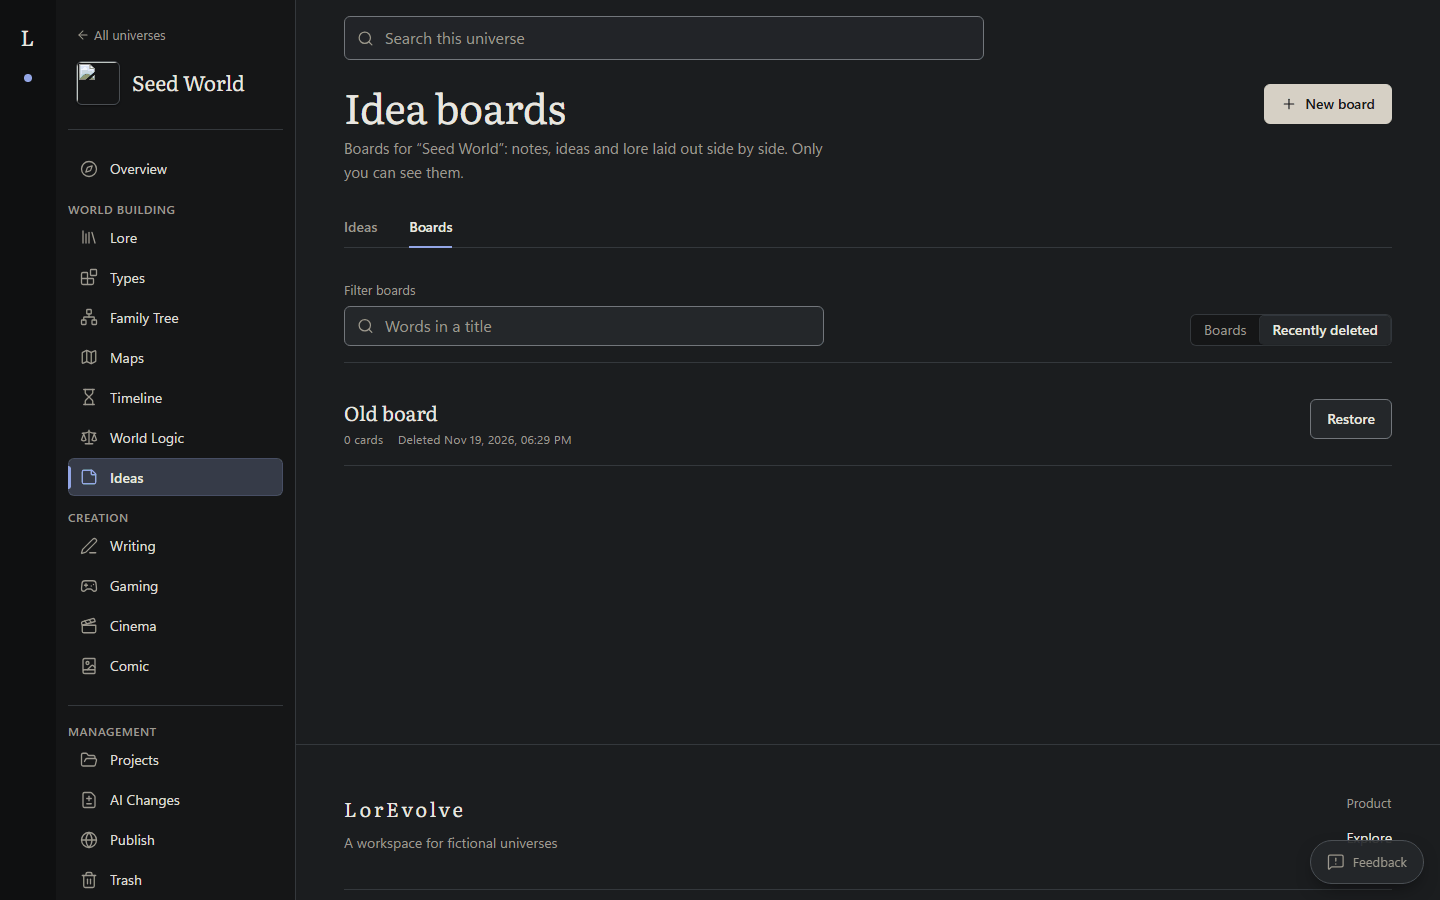 L
All universes
Seed World
Overview
WORLD BUILDING
Lore
Types
Family Tree
Maps
Timeline
World Logic
Ideas
CREATION
Writing
Gaming
Cinema
Comic
MANAGEMENT
Projects
AI Changes
Publish
Trash
Search this universe
Idea boards
New board
Boards for “Seed World”: notes, ideas and lore laid out side by side. Only
you can see them.
Ideas Boards
Filter boards
Words in a title
Boards Recently deleted
Old board
0 cards Deleted Nov 19, 2026, 06:29 PM
Restore
LorEvolve
A workspace for fictional universes
Product
Explore
Feedback